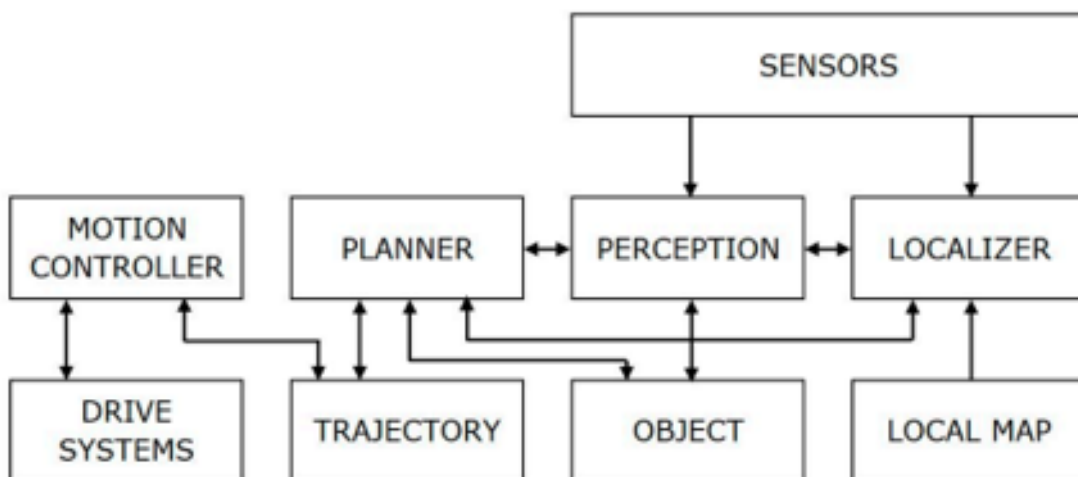 SENSORS
MOTION
CONTROLLER
PLANNER
PERCEPTION
LOCALIZER
DRIVE
SYSTEMS
TRAJECTORY
OBJECT
LOCAL MAP